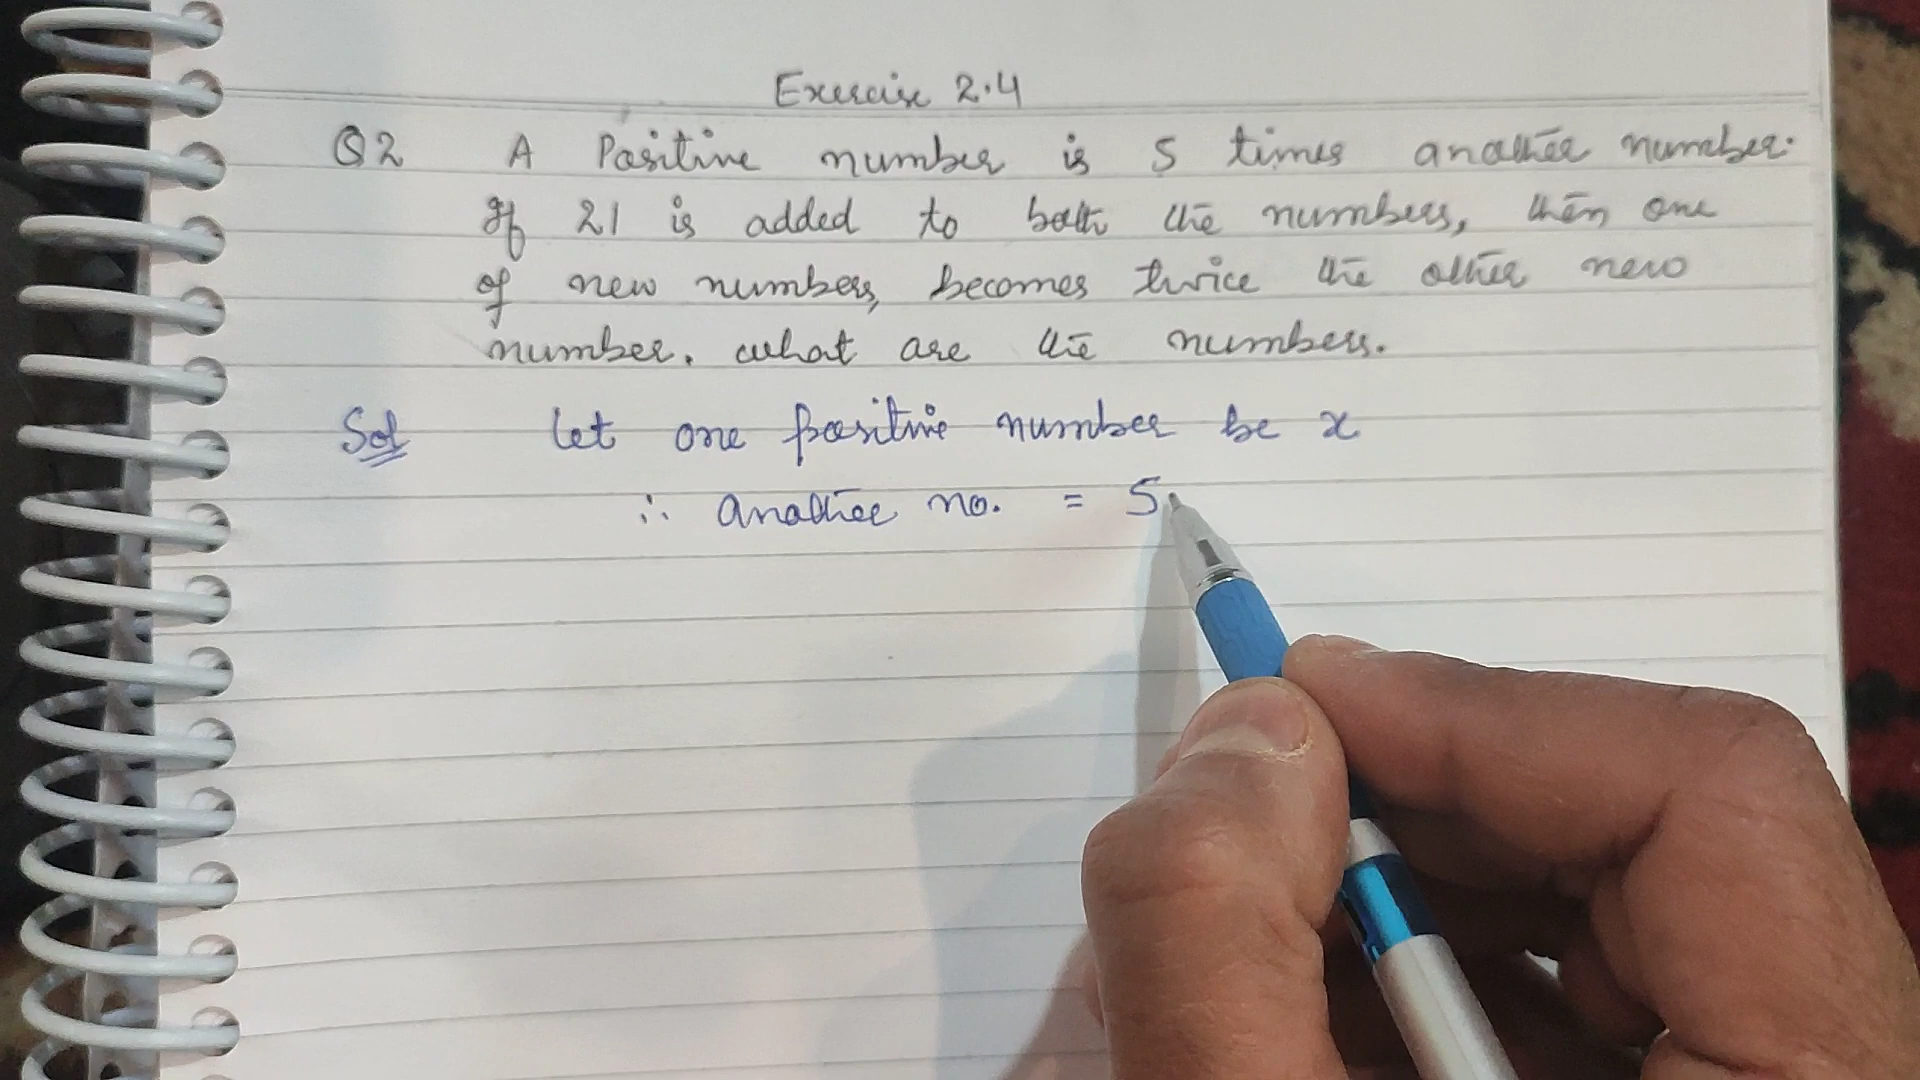 Exercise 2.4
Q2 A Positive number is 5 times another number.
If 21 is added to both the numbers, then one
of new numbers, becomes twice the other new
number. what are the numbers.
Sol let one positive number be x
∴ another no. = 5